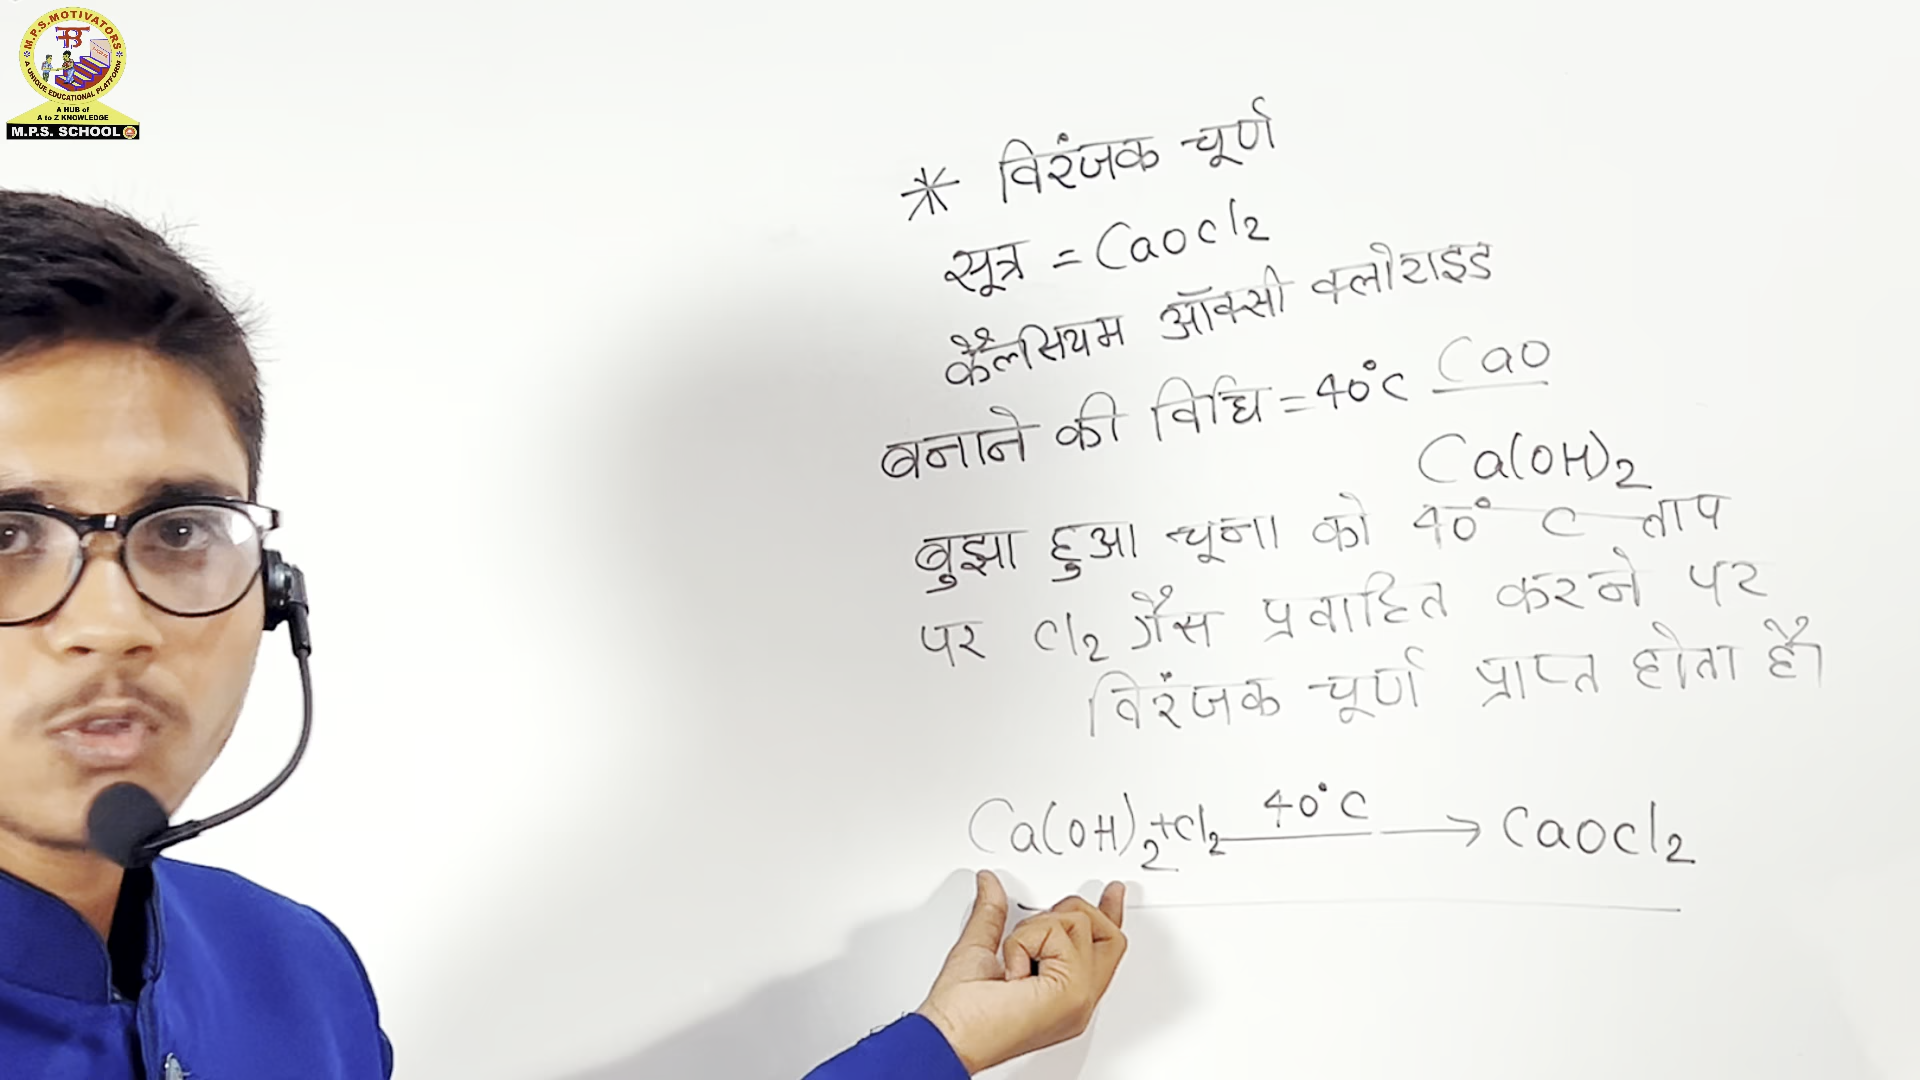 M.P.S.MOTIVATORS
A UNIQUE EDUCATIONAL PLATFORM
A HUB of
A to Z KNOWLEDGE
M.P.S. SCHOOL
* विरंजक चूर्ण
सूत्र = CaOCl2
कैल्सियम ऑक्सी क्लोराइड
बनाने की विधि = 40°C CaO
Ca(OH)2
बुझा हुआ चूना को 40° C ताप
पर Cl2 गैस प्रवाहित करने पर
विरंजक चूर्ण प्राप्त होता है।
Ca(OH)2+Cl2 40°C → CaOCl2